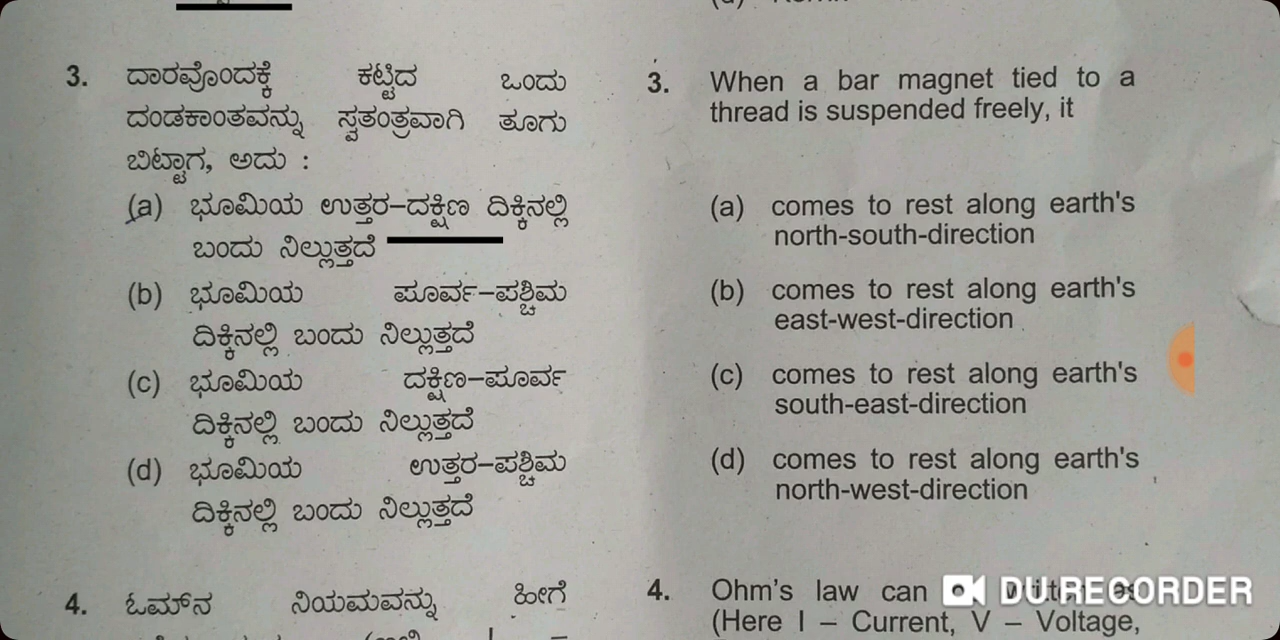 3. ದಾರವೊಂದಕ್ಕೆ ಕಟ್ಟಿದ ಒಂದು
ದಂಡಕಾಂತವನ್ನು ಸ್ವತಂತ್ರವಾಗಿ ತೂಗು
ಬಿಟ್ಟಾಗ, ಅದು :
(a) ಭೂಮಿಯ ಉತ್ತರ–ದಕ್ಷಿಣ ದಿಕ್ಕಿನಲ್ಲಿ
ಬಂದು ನಿಲ್ಲುತ್ತದೆ
(b) ಭೂಮಿಯ ಪೂರ್ವ–ಪಶ್ಚಿಮ
ದಿಕ್ಕಿನಲ್ಲಿ ಬಂದು ನಿಲ್ಲುತ್ತದೆ
(c) ಭೂಮಿಯ ದಕ್ಷಿಣ–ಪೂರ್ವ
ದಿಕ್ಕಿನಲ್ಲಿ ಬಂದು ನಿಲ್ಲುತ್ತದೆ
(d) ಭೂಮಿಯ ಉತ್ತರ–ಪಶ್ಚಿಮ
ದಿಕ್ಕಿನಲ್ಲಿ ಬಂದು ನಿಲ್ಲುತ್ತದೆ
4. ಓಮ್‌ನ ನಿಯಮವನ್ನು ಹೀಗೆ
3. When a bar magnet tied to a
thread is suspended freely, it
(a) comes to rest along earth's
north-south-direction
(b) comes to rest along earth's
east-west-direction
(c) comes to rest along earth's
south-east-direction
(d) comes to rest along earth's
north-west-direction
4. Ohm's law can
(Here I – Current, V – Voltage,
DU RECORDER